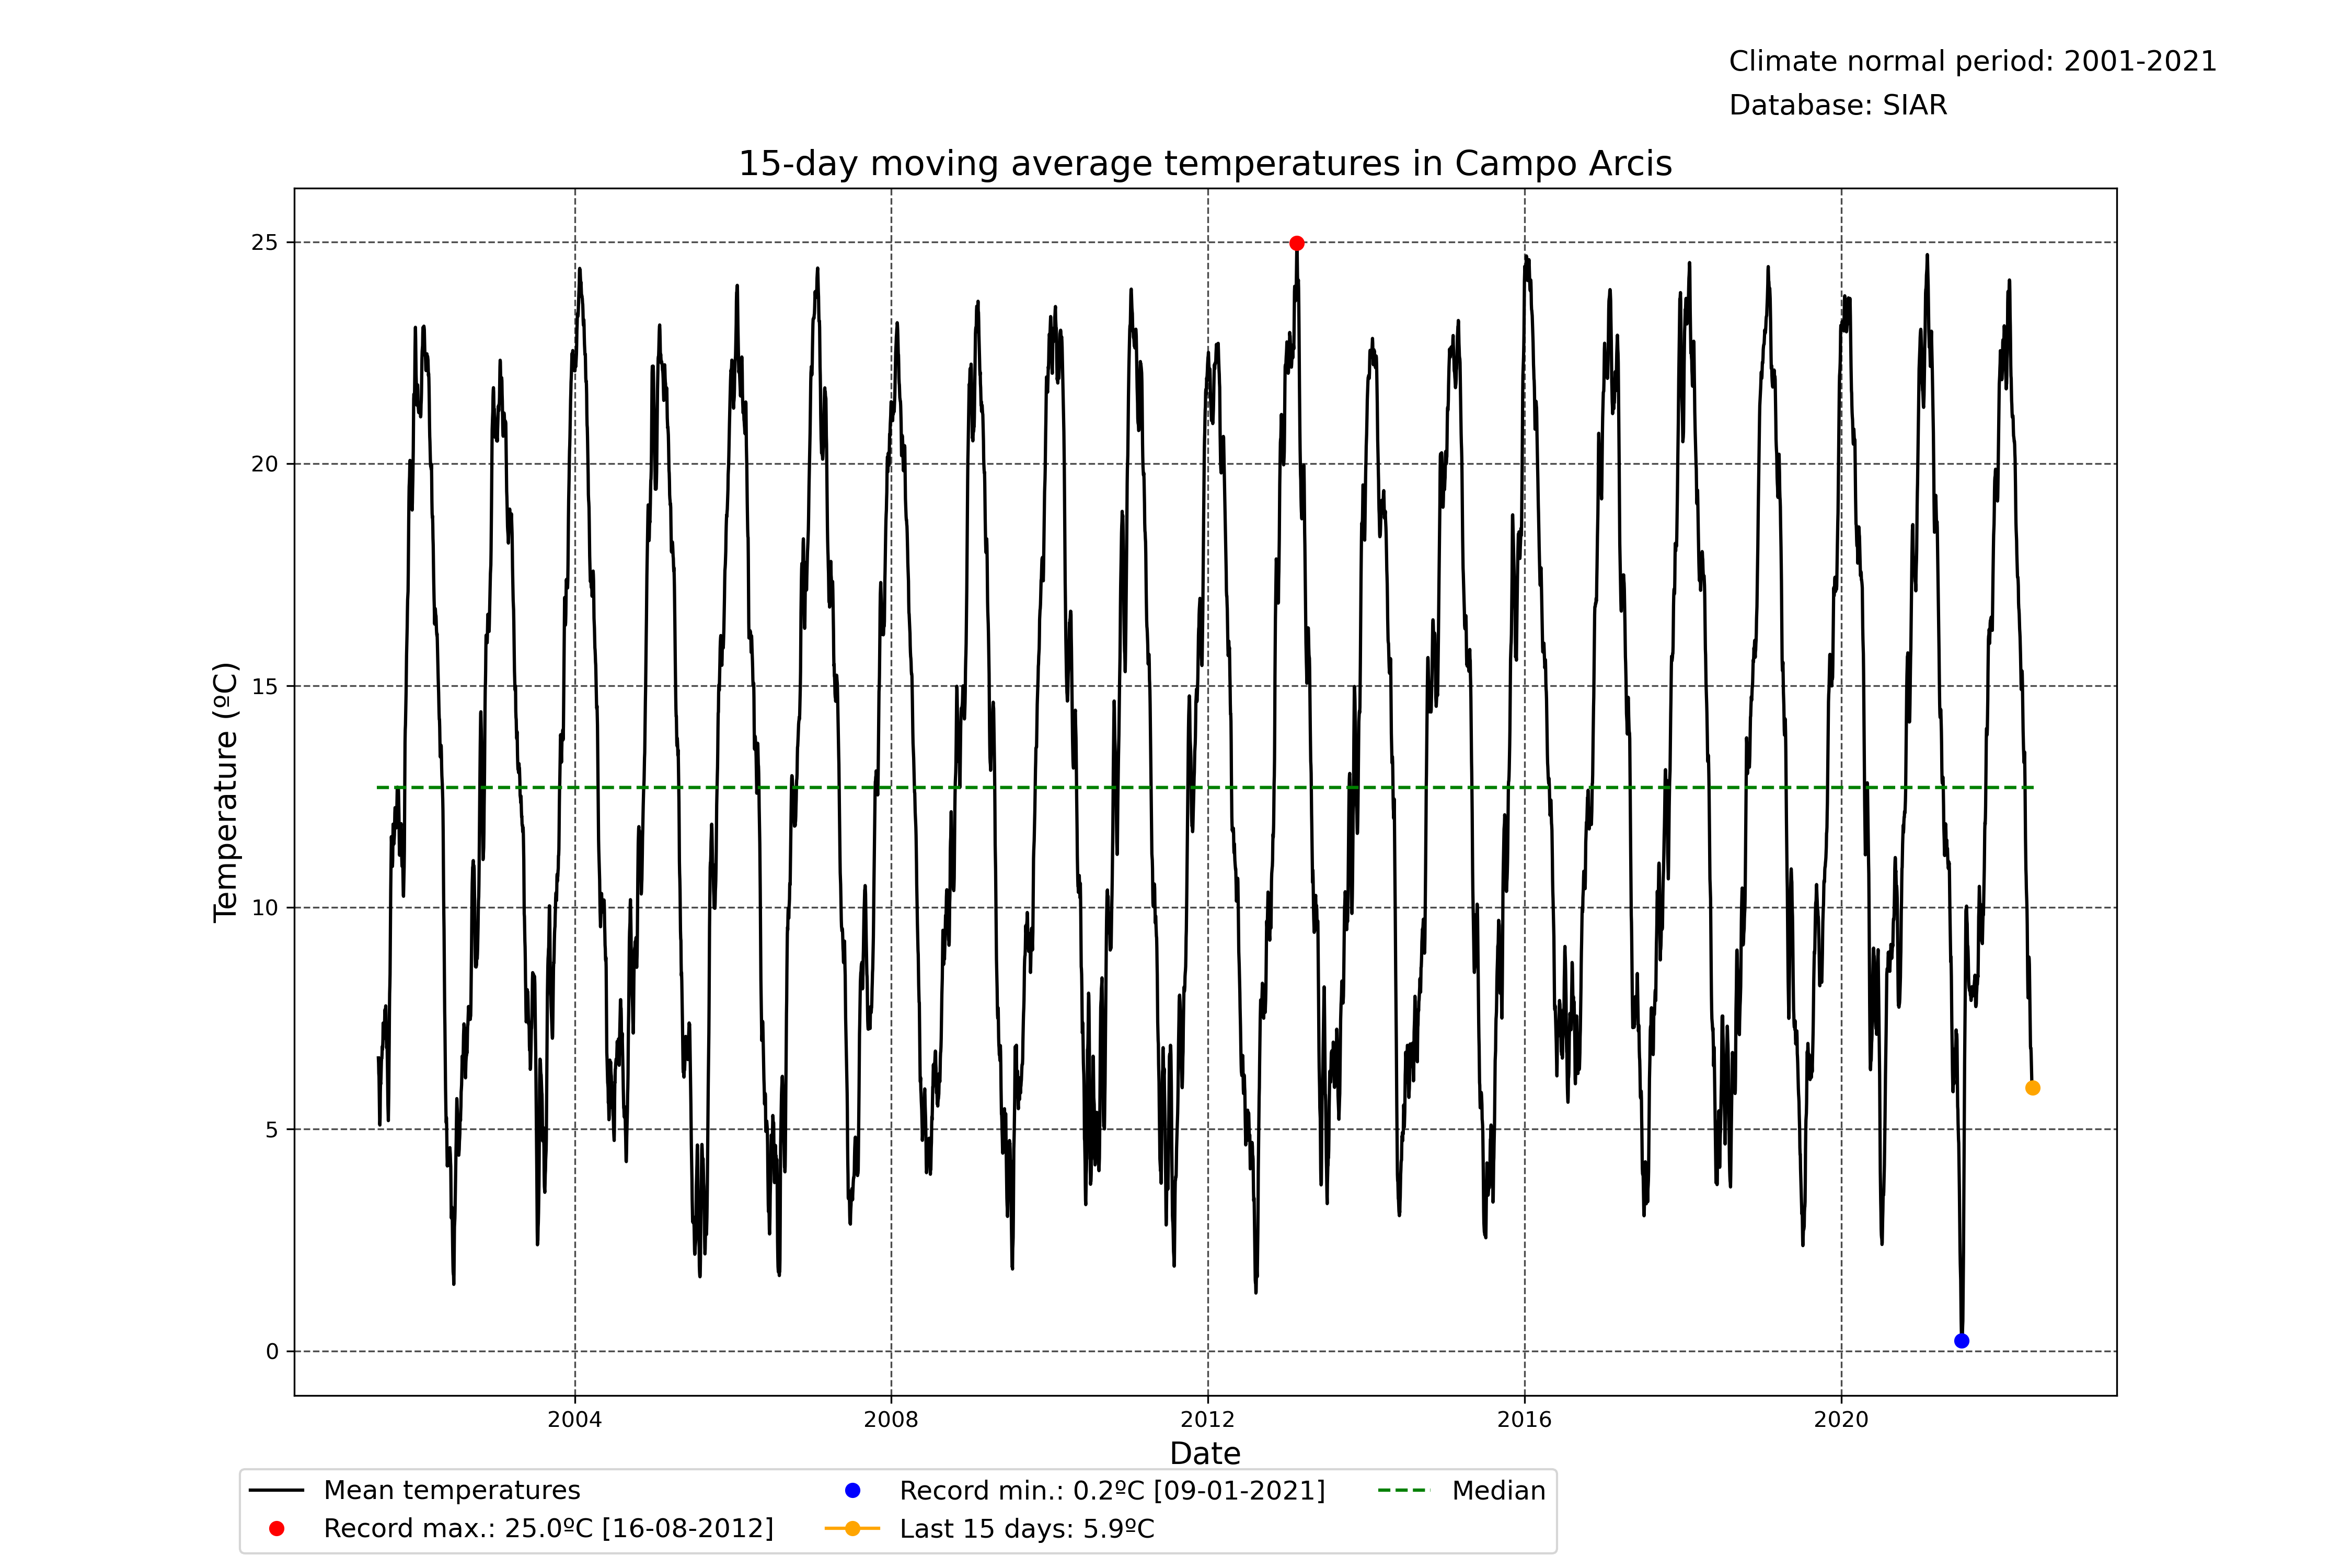 Climate normal period: 2001-2021
Database: SIAR
15-day moving average temperatures in Campo Arcis
Temperature (ºC)
25
20
15
10
5
0
2004
2008
2012
2016
2020
Date
Mean temperatures
Record max.: 25.0ºC [16-08-2012]
Record min.: 0.2ºC [09-01-2021]
Last 15 days: 5.9ºC
Median